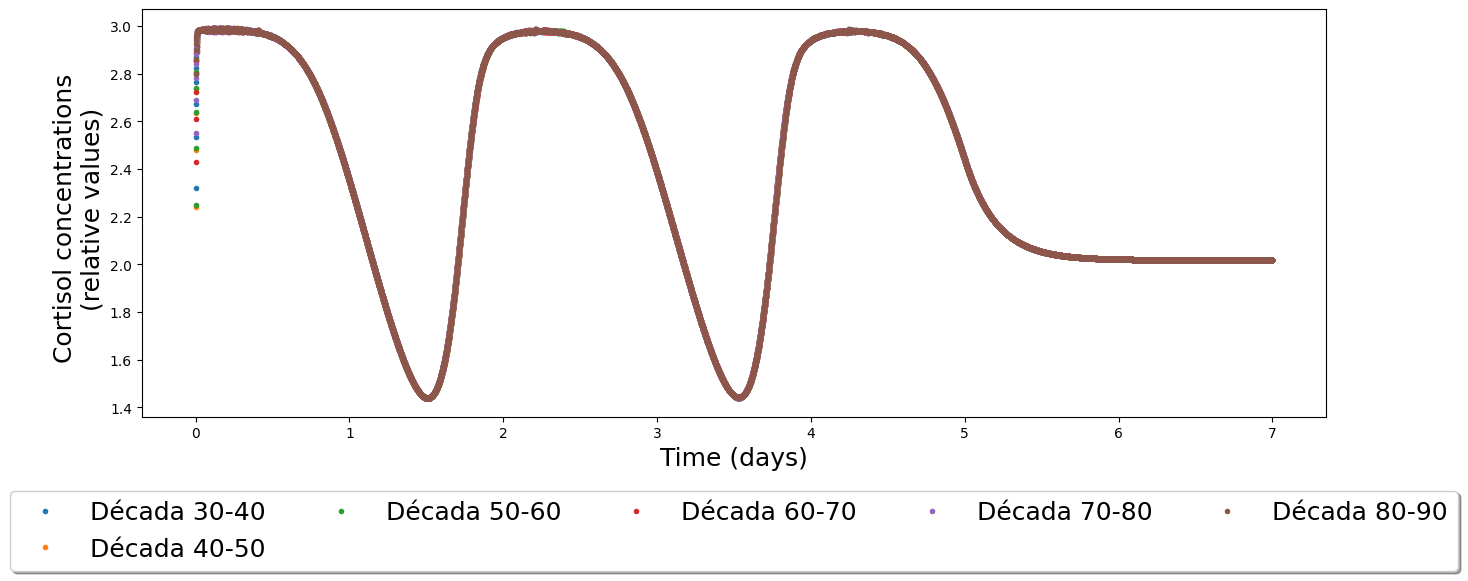 3.0
2.8
2.6
2.4
2.2
2.0
1.8
1.6
1.4
Cortisol concentrations
(relative values)
0 1 2 3 4 5 6 7
Time (days)
Década 30-40 Década 50-60 Década 60-70 Década 70-80 Década 80-90
Década 40-50